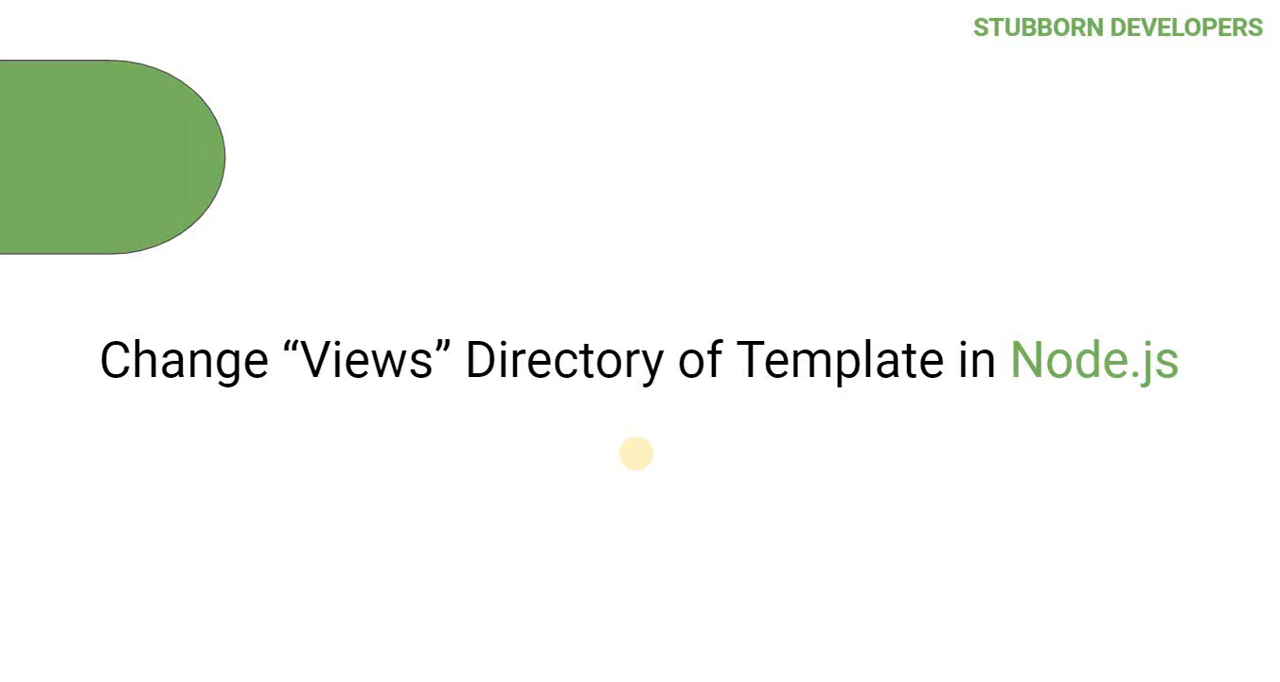 STUBBORN DEVELOPERS
Change “Views” Directory of Template in Node.js